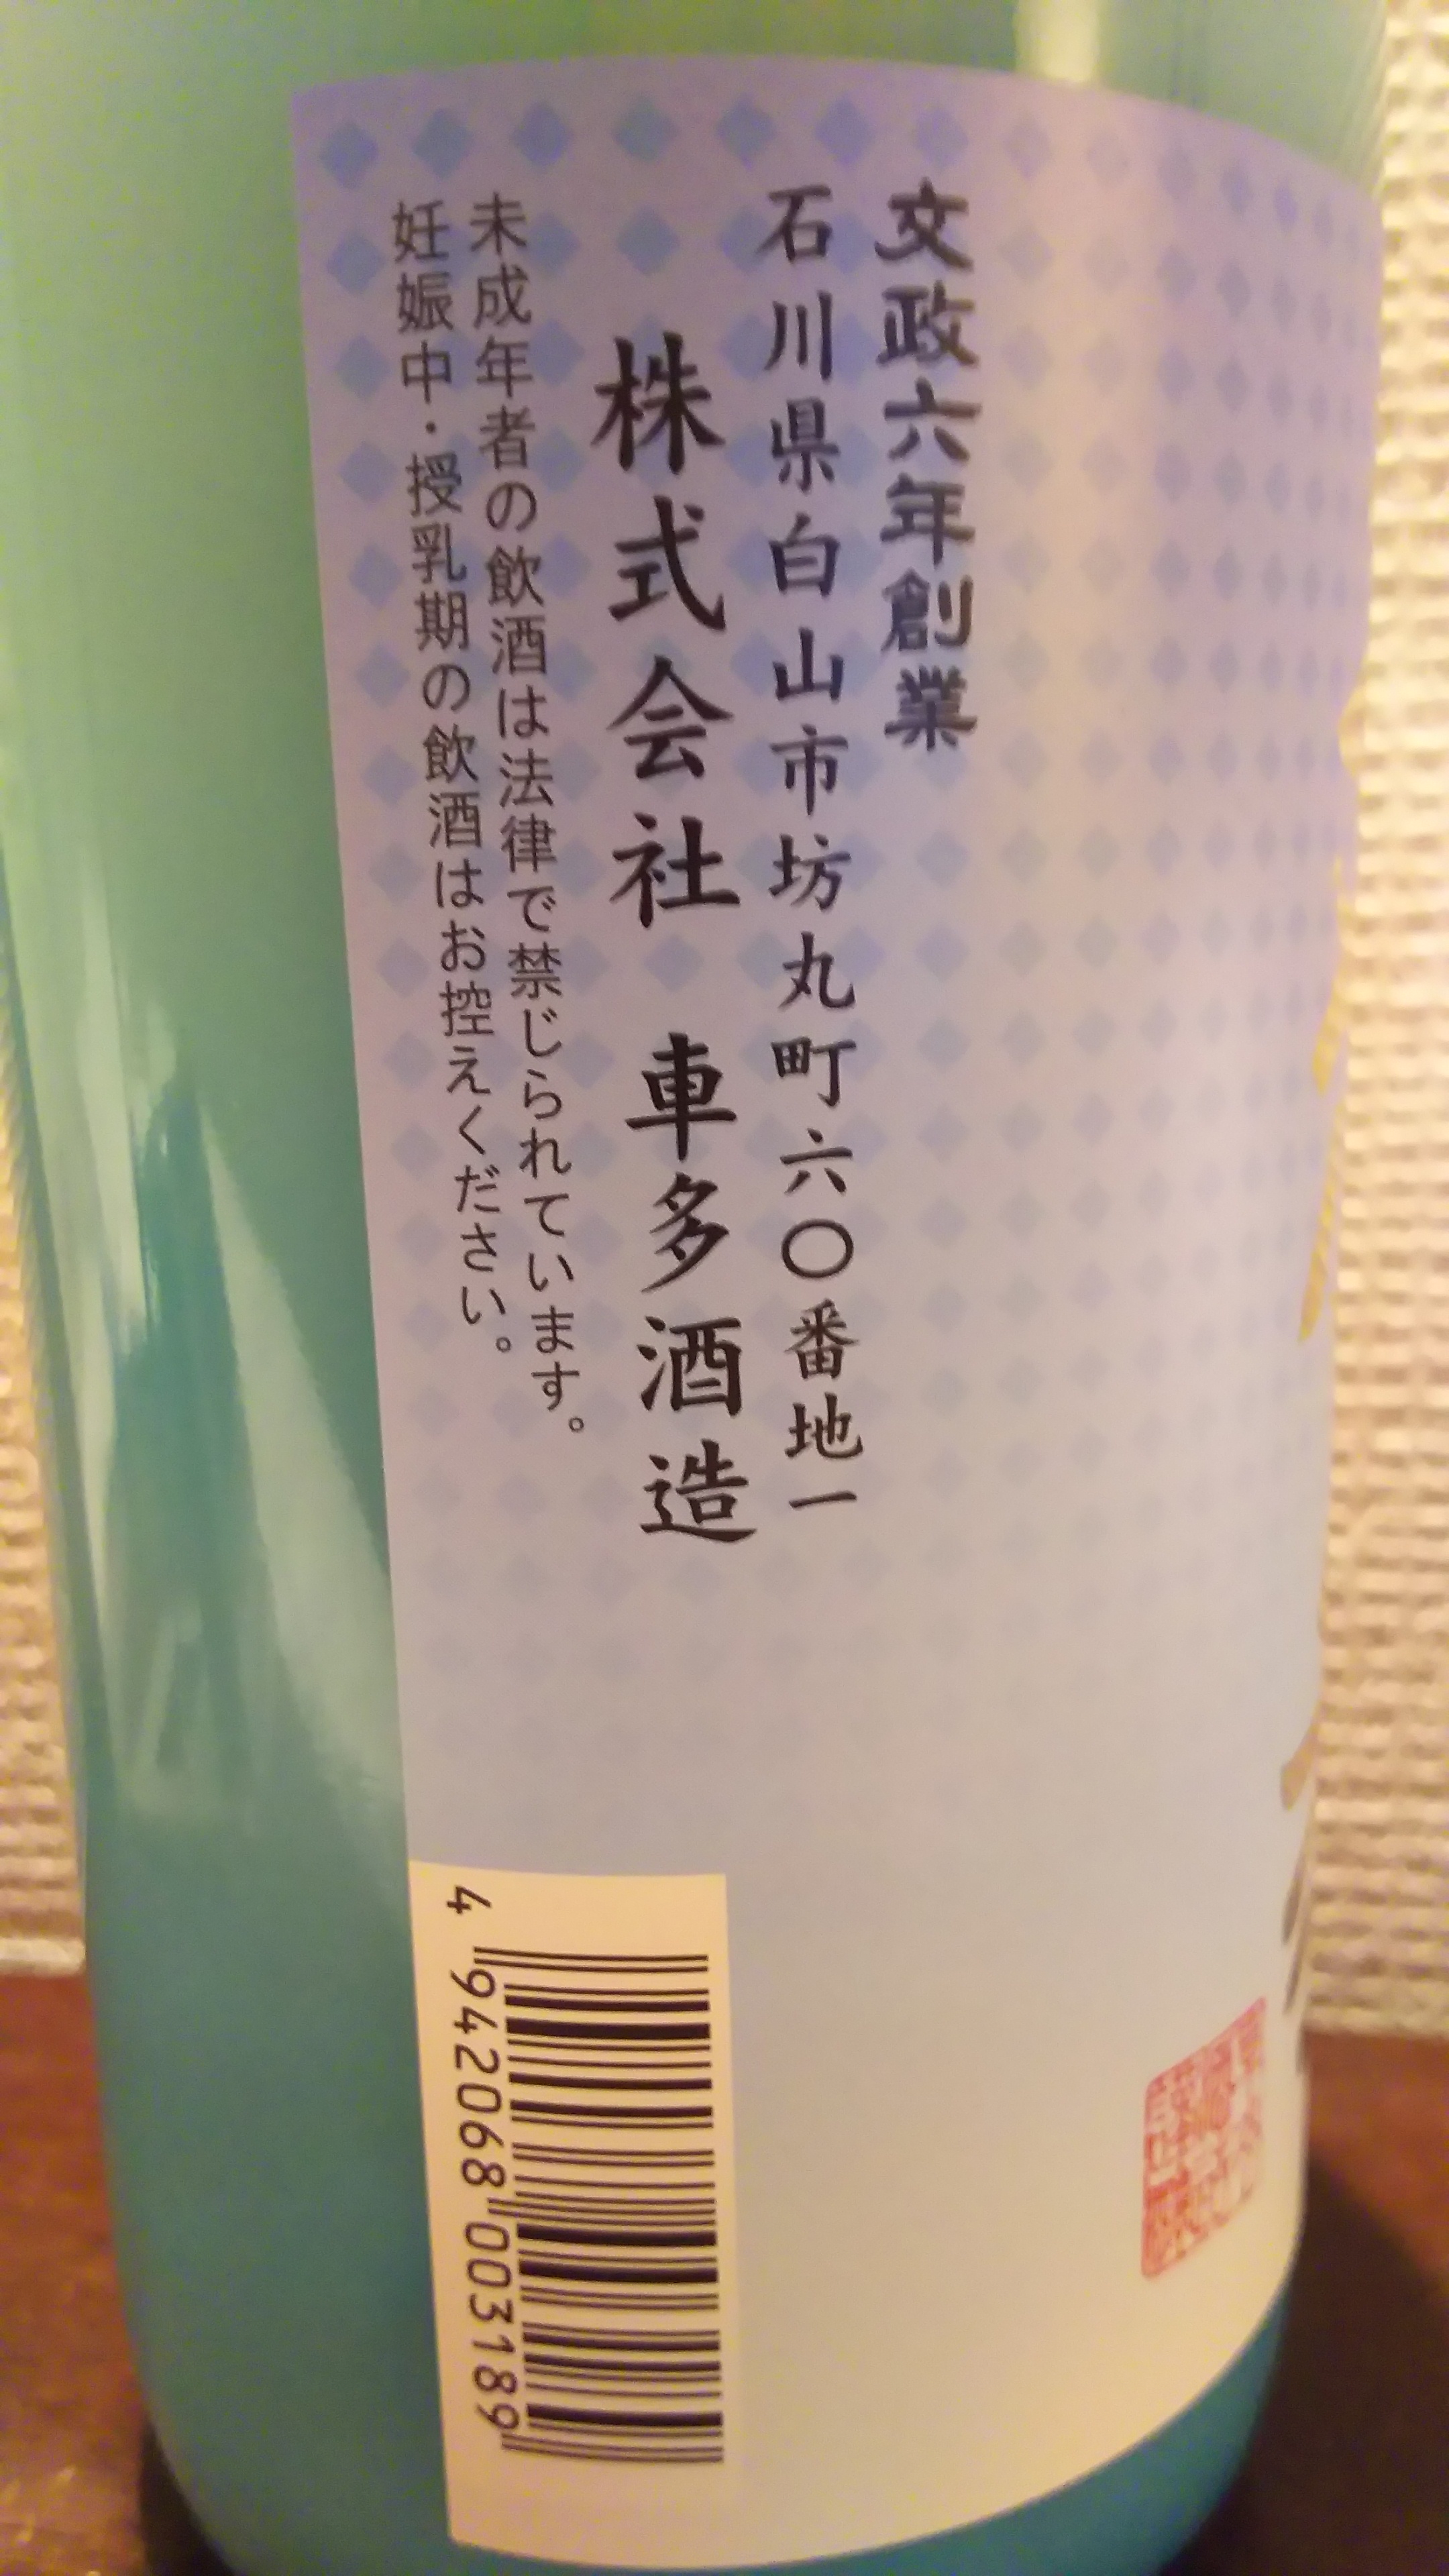 文政六年創業
石川県白山市坊丸町六〇番地一
株式会社 車多酒造
未成年者の飲酒は法律で禁じられています。
妊娠中・授乳期の飲酒はお控えください。
4 942068 003189